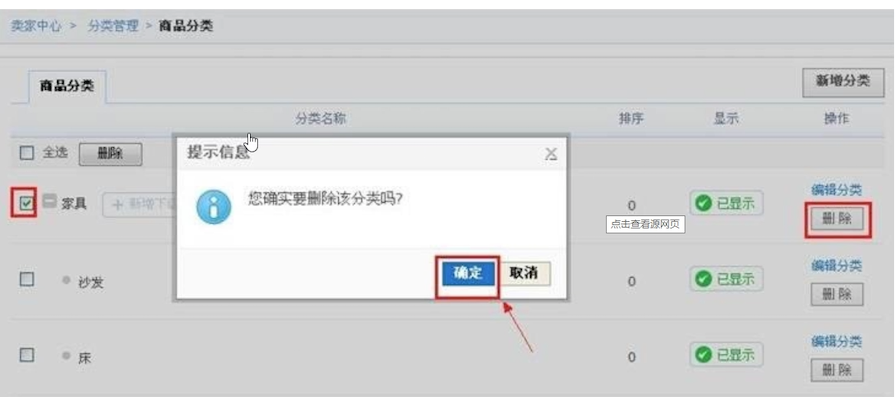 卖家中心 > 分类管理 > 商品分类
商品分类
新增分类
分类名称 排序 显示 操作
全选 删除
提示信息
您确实要删除该分类吗?
确定 取消
家具 + 新增下 0 已显示 编辑分类
删 除
点击查看源网页
沙发 0 已显示 编辑分类
删 除
床 0 已显示 编辑分类
删 除